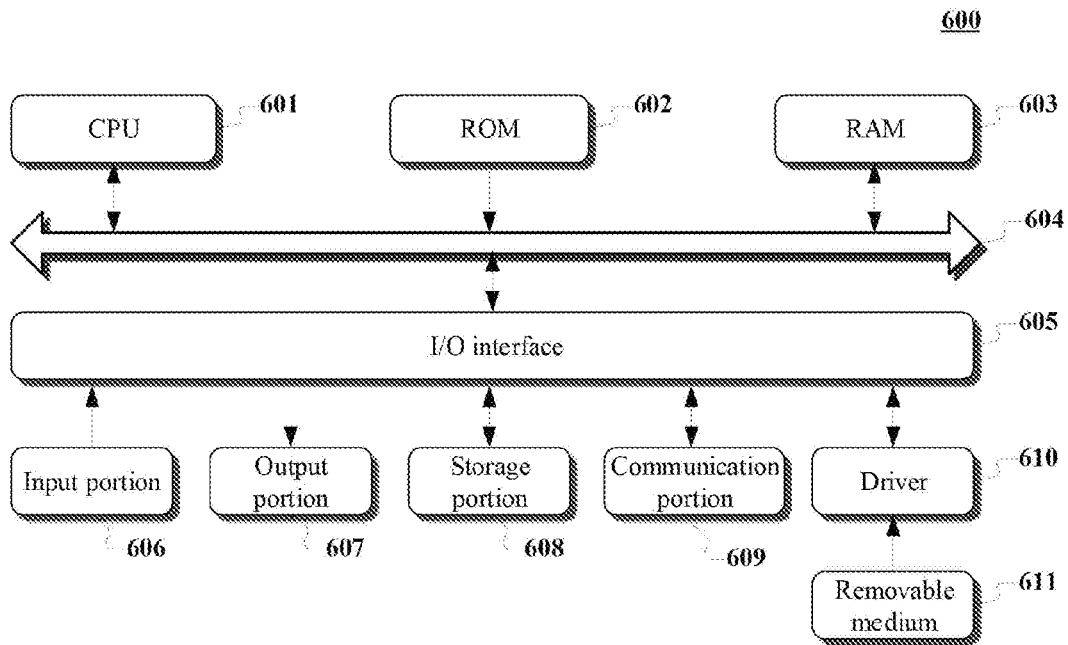 600
CPU
601
ROM
602
RAM
603
604
I/O interface
605
Input portion
606
Output
portion
607
Storage
portion
608
Communication
portion
609
Driver
610
Removable
medium
611